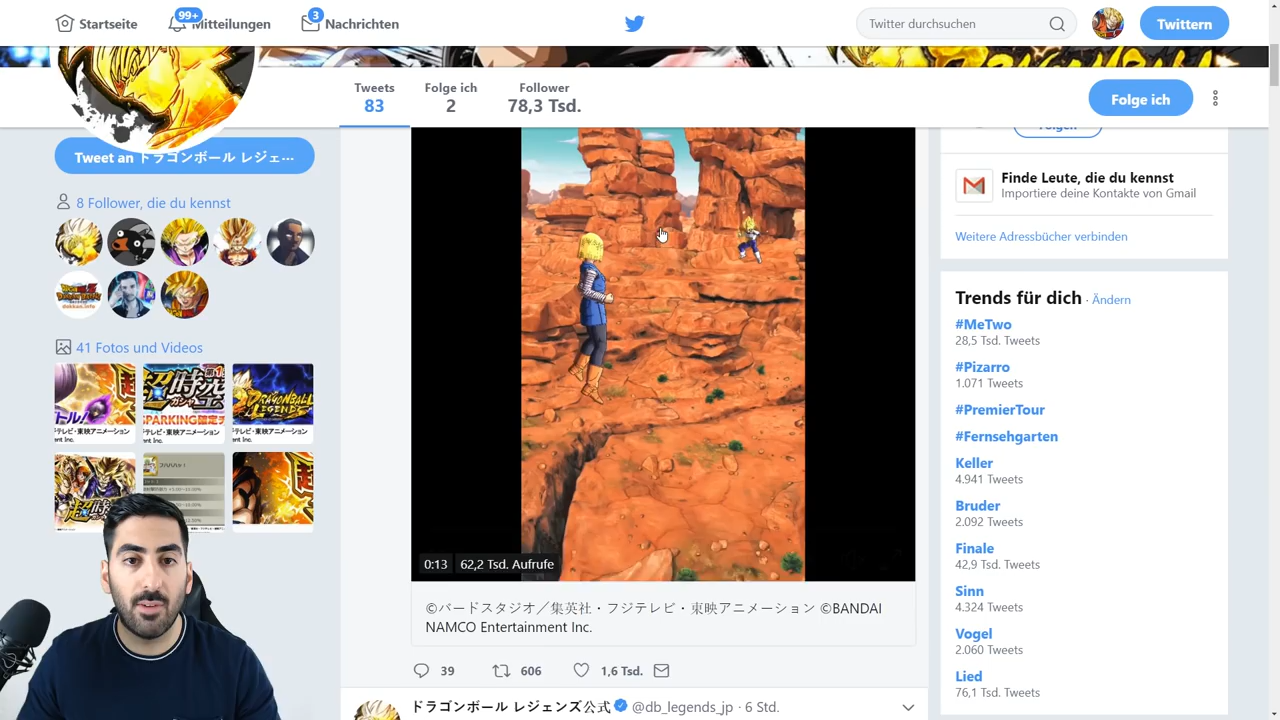 Startseite
99+
Mitteilungen
3
Nachrichten
Twitter durchsuchen
Twittern
Tweets
83
Folge ich
2
Follower
78,3 Tsd.
Folge ich
Tweet an ドラゴンボール レジェ…
8 Follower, die du kennst
41 Fotos und Videos
DRAGONBALL
LEGENDS
0:13
62,2 Tsd. Aufrufe
©バードスタジオ／集英社・フジテレビ・東映アニメーション ©BANDAI
NAMCO Entertainment Inc.
39
606
1,6 Tsd.
ドラゴンボール レジェンズ公式
@db_legends_jp · 6 Std.
Folgen
Finde Leute, die du kennst
Importiere deine Kontakte von Gmail
Weitere Adressbücher verbinden
Trends für dich · Ändern
#MeTwo
28,5 Tsd. Tweets
#Pizarro
1.071 Tweets
#PremierTour
#Fernsehgarten
Keller
4.941 Tweets
Bruder
2.092 Tweets
Finale
42,9 Tsd. Tweets
Sinn
4.324 Tweets
Vogel
2.060 Tweets
Lied
76,1 Tsd. Tweets